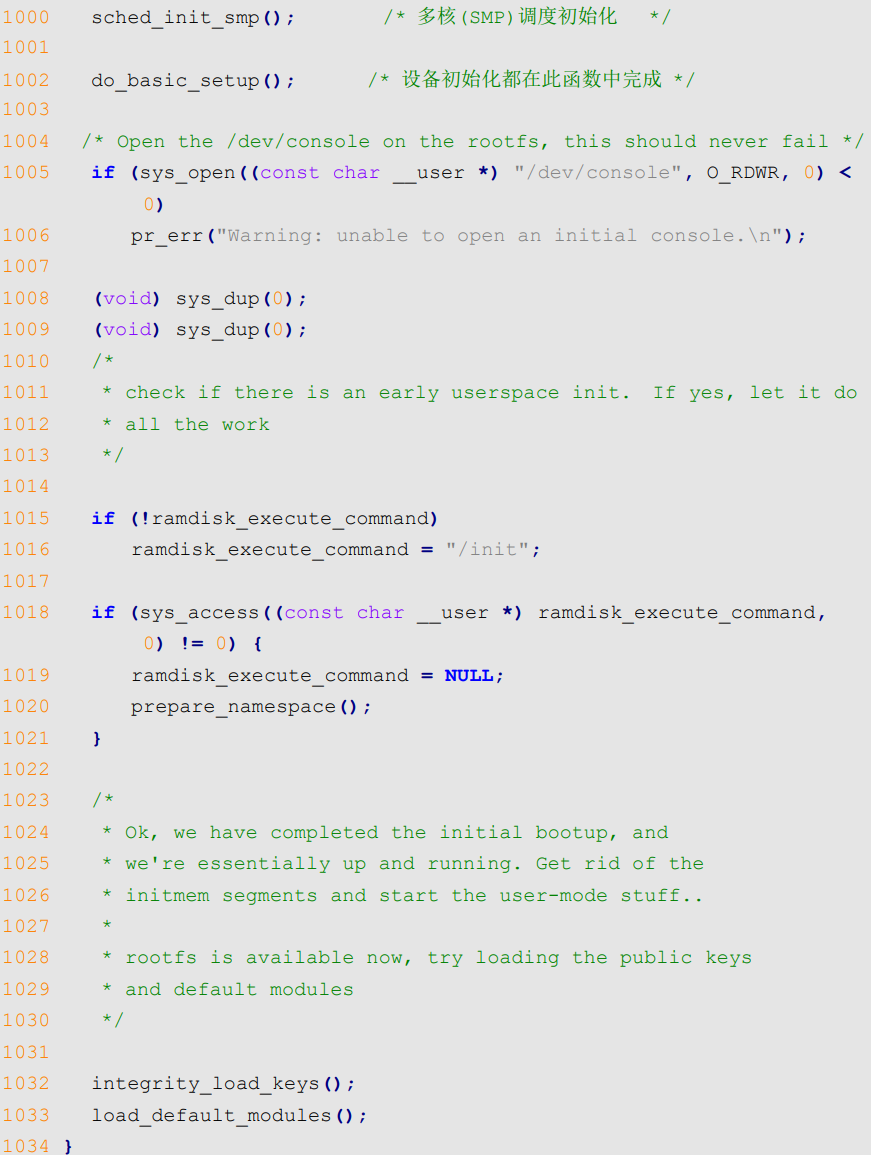 1000 sched_init_smp(); /* 多核(SMP)调度初始化 */
1001
1002 do_basic_setup(); /* 设备初始化都在此函数中完成 */
1003
1004 /* Open the /dev/console on the rootfs, this should never fail */
1005 if (sys_open((const char __user *) "/dev/console", O_RDWR, 0) <
0)
1006 pr_err("Warning: unable to open an initial console.\n");
1007
1008 (void) sys_dup(0);
1009 (void) sys_dup(0);
1010 /*
1011 * check if there is an early userspace init. If yes, let it do
1012 * all the work
1013 */
1014
1015 if (!ramdisk_execute_command)
1016 ramdisk_execute_command = "/init";
1017
1018 if (sys_access((const char __user *) ramdisk_execute_command,
0) != 0) {
1019 ramdisk_execute_command = NULL;
1020 prepare_namespace();
1021 }
1022
1023 /*
1024 * Ok, we have completed the initial bootup, and
1025 * we're essentially up and running. Get rid of the
1026 * initmem segments and start the user-mode stuff..
1027 *
1028 * rootfs is available now, try loading the public keys
1029 * and default modules
1030 */
1031
1032 integrity_load_keys();
1033 load_default_modules();
1034 }